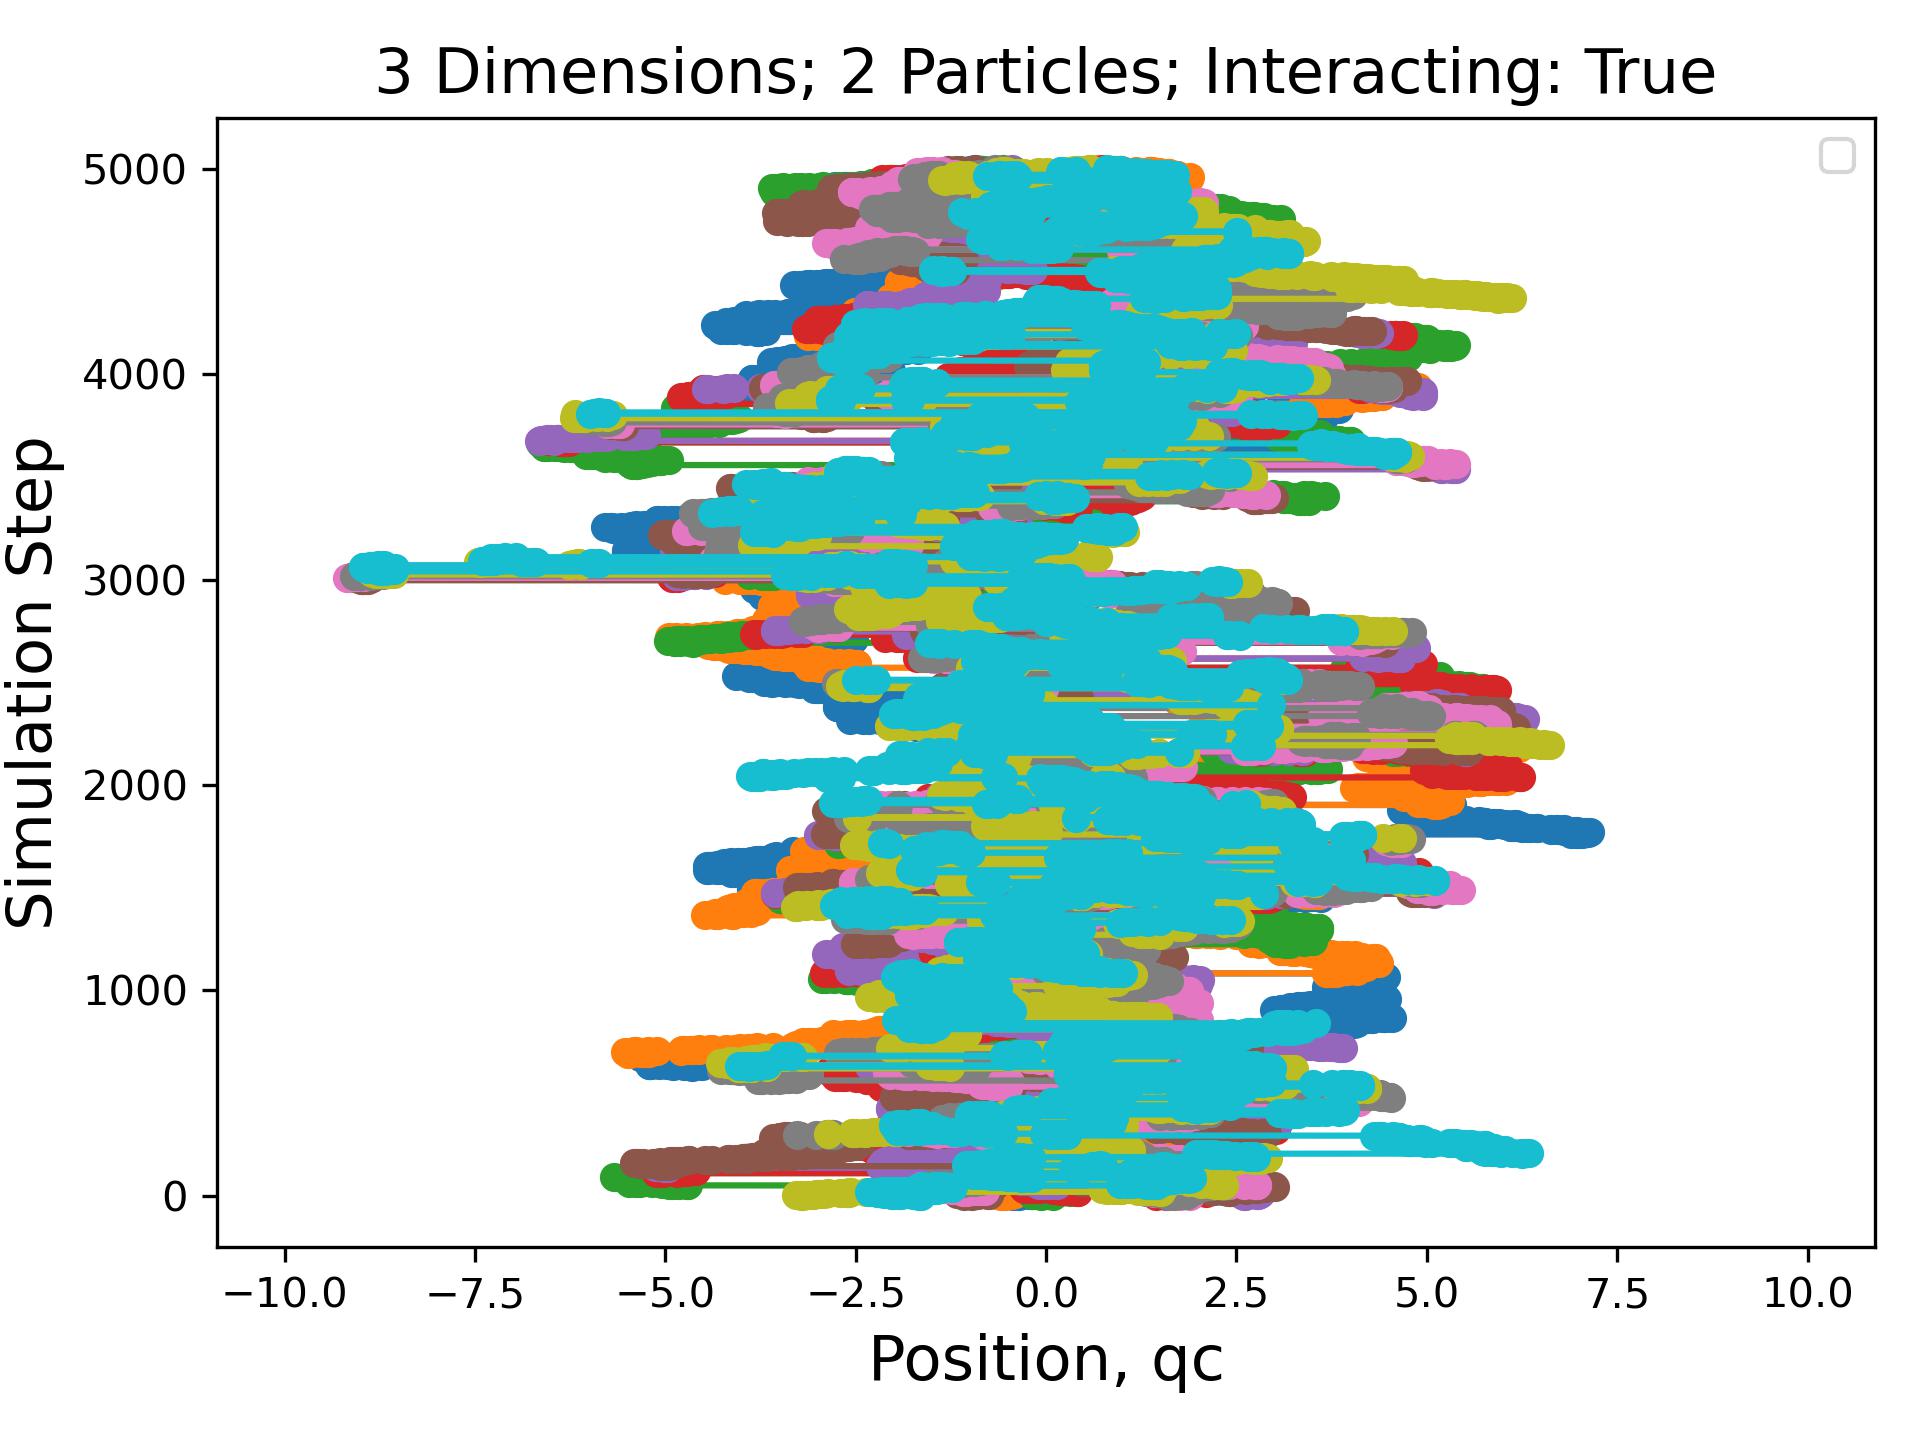 3 Dimensions; 2 Particles; Interacting: True
5000
4000
3000
2000
1000
0
Simulation Step
−10.0 −7.5 −5.0 −2.5 0.0 2.5 5.0 7.5 10.0
Position, qc